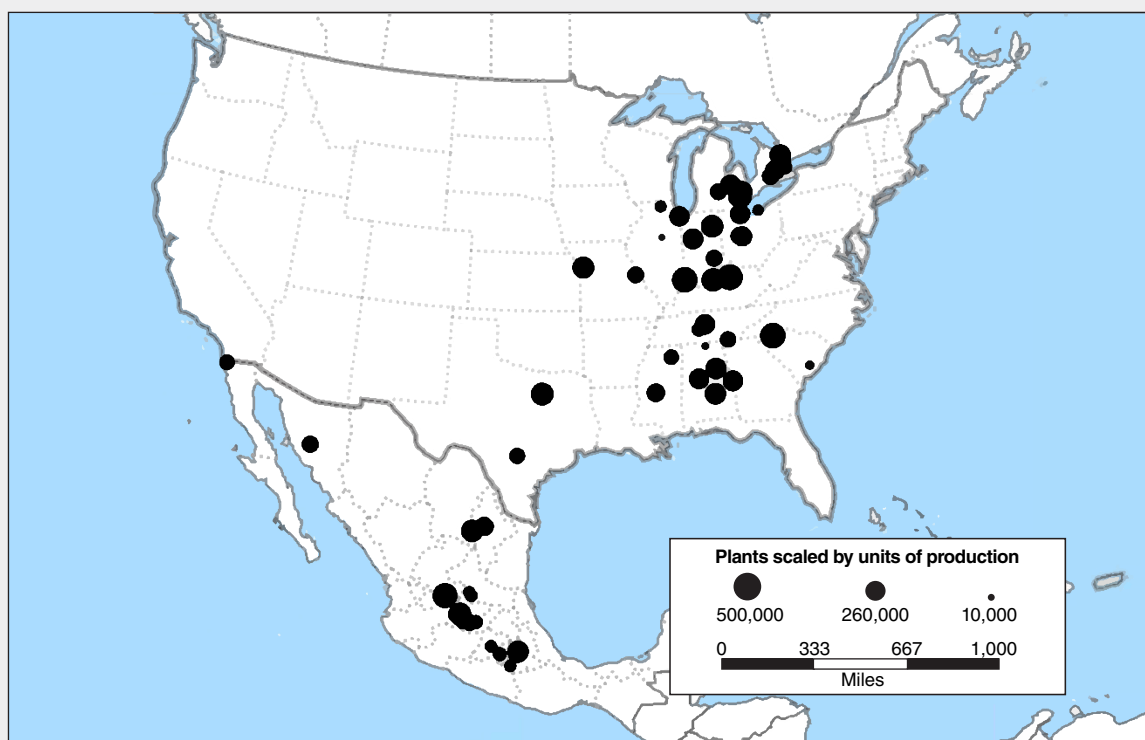 Plants scaled by units of production
500,000 260,000 10,000
0 333 667 1,000
Miles